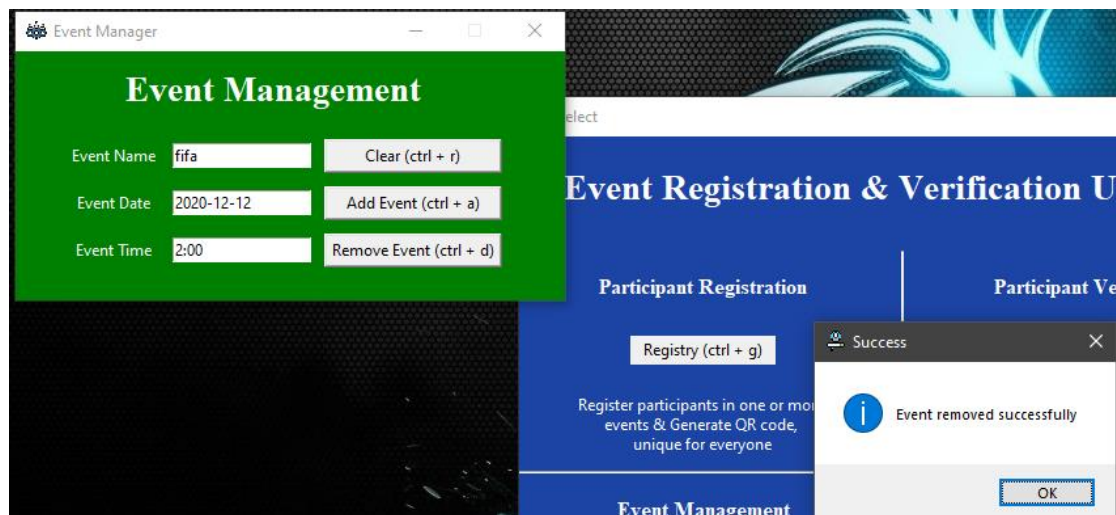 Event Manager
Event Management
Event Name fifa Clear (ctrl + r)
Event Date 2020-12-12 Add Event (ctrl + a)
Event Time 2:00 Remove Event (ctrl + d)
elect
Event Registration & Verification U
Participant Registration
Registry (ctrl + g)
Register participants in one or mor
events & Generate QR code,
unique for everyone
Participant Ve
Event Management
Success
Event removed successfully
OK